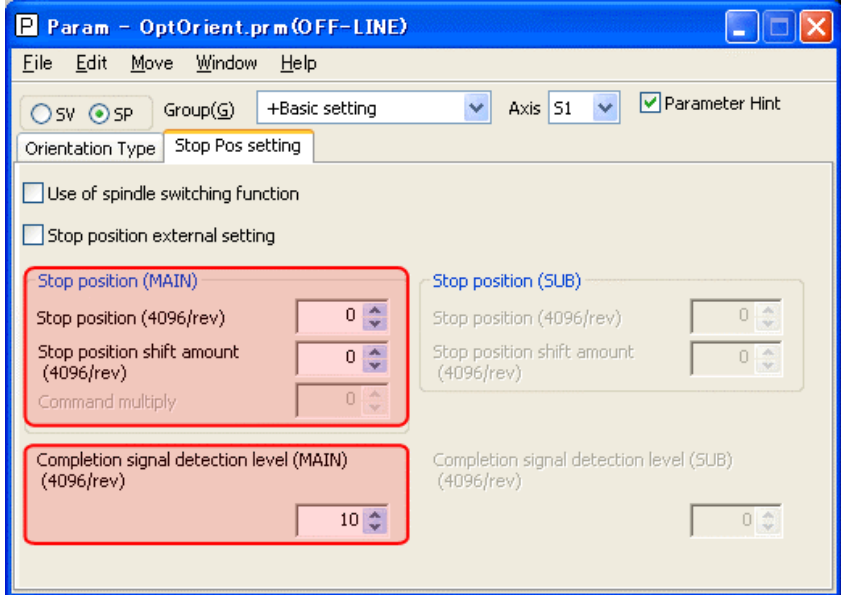 P Param - OptOrient.prm(OFF-LINE)
File Edit Move Window Help
SV SP Group(G) +Basic setting Axis S1 Parameter Hint
Orientation Type Stop Pos setting
Use of spindle switching function
Stop position external setting
Stop position (MAIN)
Stop position (4096/rev) 0
Stop position shift amount
(4096/rev) 0
Command multiply 0
Stop position (SUB)
Stop position (4096/rev) 0
Stop position shift amount
(4096/rev) 0
Completion signal detection level (MAIN)
(4096/rev)
10
Completion signal detection level (SUB)
(4096/rev)
0